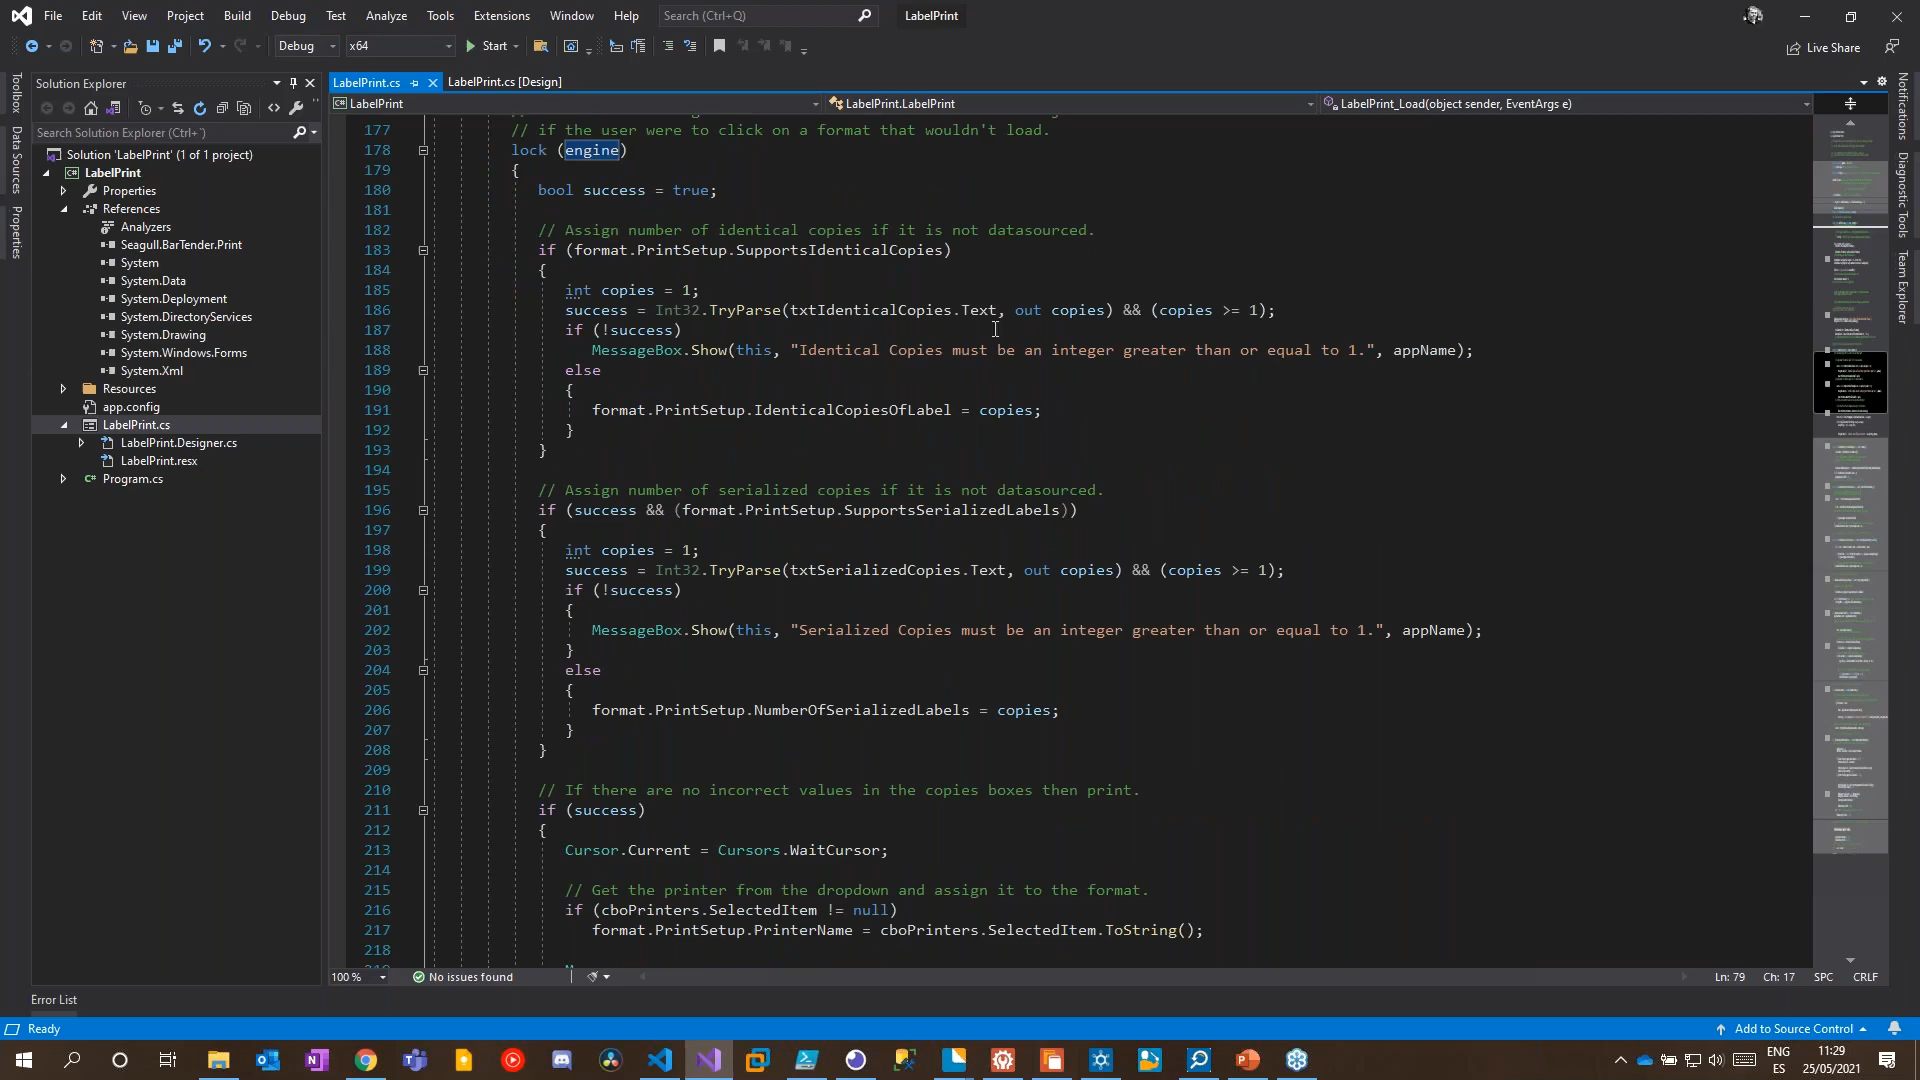 File Edit View Project Build Debug Test Analyze Tools Extensions Window Help Search (Ctrl+Q) LabelPrint
Debug x64 Start Live Share
Toolbox
Data Sources
Properties
Solution Explorer
Search Solution Explorer (Ctrl+')
Solution 'LabelPrint' (1 of 1 project)
LabelPrint
Properties
References
Analyzers
Seagull.BarTender.Print
System
System.Data
System.Deployment
System.DirectoryServices
System.Drawing
System.Windows.Forms
System.Xml
Resources
app.config
LabelPrint.cs
LabelPrint.Designer.cs
LabelPrint.resx
Program.cs
LabelPrint.cs LabelPrint.cs [Design]
LabelPrint LabelPrint.LabelPrint LabelPrint_Load(object sender, EventArgs e)
177 // if the user were to click on a format that wouldn't load.
178 lock (engine)
179 {
180 bool success = true;
181
182 // Assign number of identical copies if it is not datasourced.
183 if (format.PrintSetup.SupportsIdenticalCopies)
184 {
185 int copies = 1;
186 success = Int32.TryParse(txtIdenticalCopies.Text, out copies) && (copies >= 1);
187 if (!success)
188 MessageBox.Show(this, "Identical Copies must be an integer greater than or equal to 1.", appName);
189 else
190 {
191 format.PrintSetup.IdenticalCopiesOfLabel = copies;
192 }
193 }
194
195 // Assign number of serialized copies if it is not datasourced.
196 if (success && (format.PrintSetup.SupportsSerializedLabels))
197 {
198 int copies = 1;
199 success = Int32.TryParse(txtSerializedCopies.Text, out copies) && (copies >= 1);
200 if (!success)
201 {
202 MessageBox.Show(this, "Serialized Copies must be an integer greater than or equal to 1.", appName);
203 }
204 else
205 {
206 format.PrintSetup.NumberOfSerializedLabels = copies;
207 }
208 }
209
210 // If there are no incorrect values in the copies boxes then print.
211 if (success)
212 {
213 Cursor.Current = Cursors.WaitCursor;
214
215 // Get the printer from the dropdown and assign it to the format.
216 if (cboPrinters.SelectedItem != null)
217 format.PrintSetup.PrinterName = cboPrinters.SelectedItem.ToString();
218
100 % No issues found Ln: 79 Ch: 17 SPC CRLF
Notifications
Diagnostic Tools
Team Explorer
Error List
Ready Add to Source Control
ENG 11:29
ES 25/05/2021